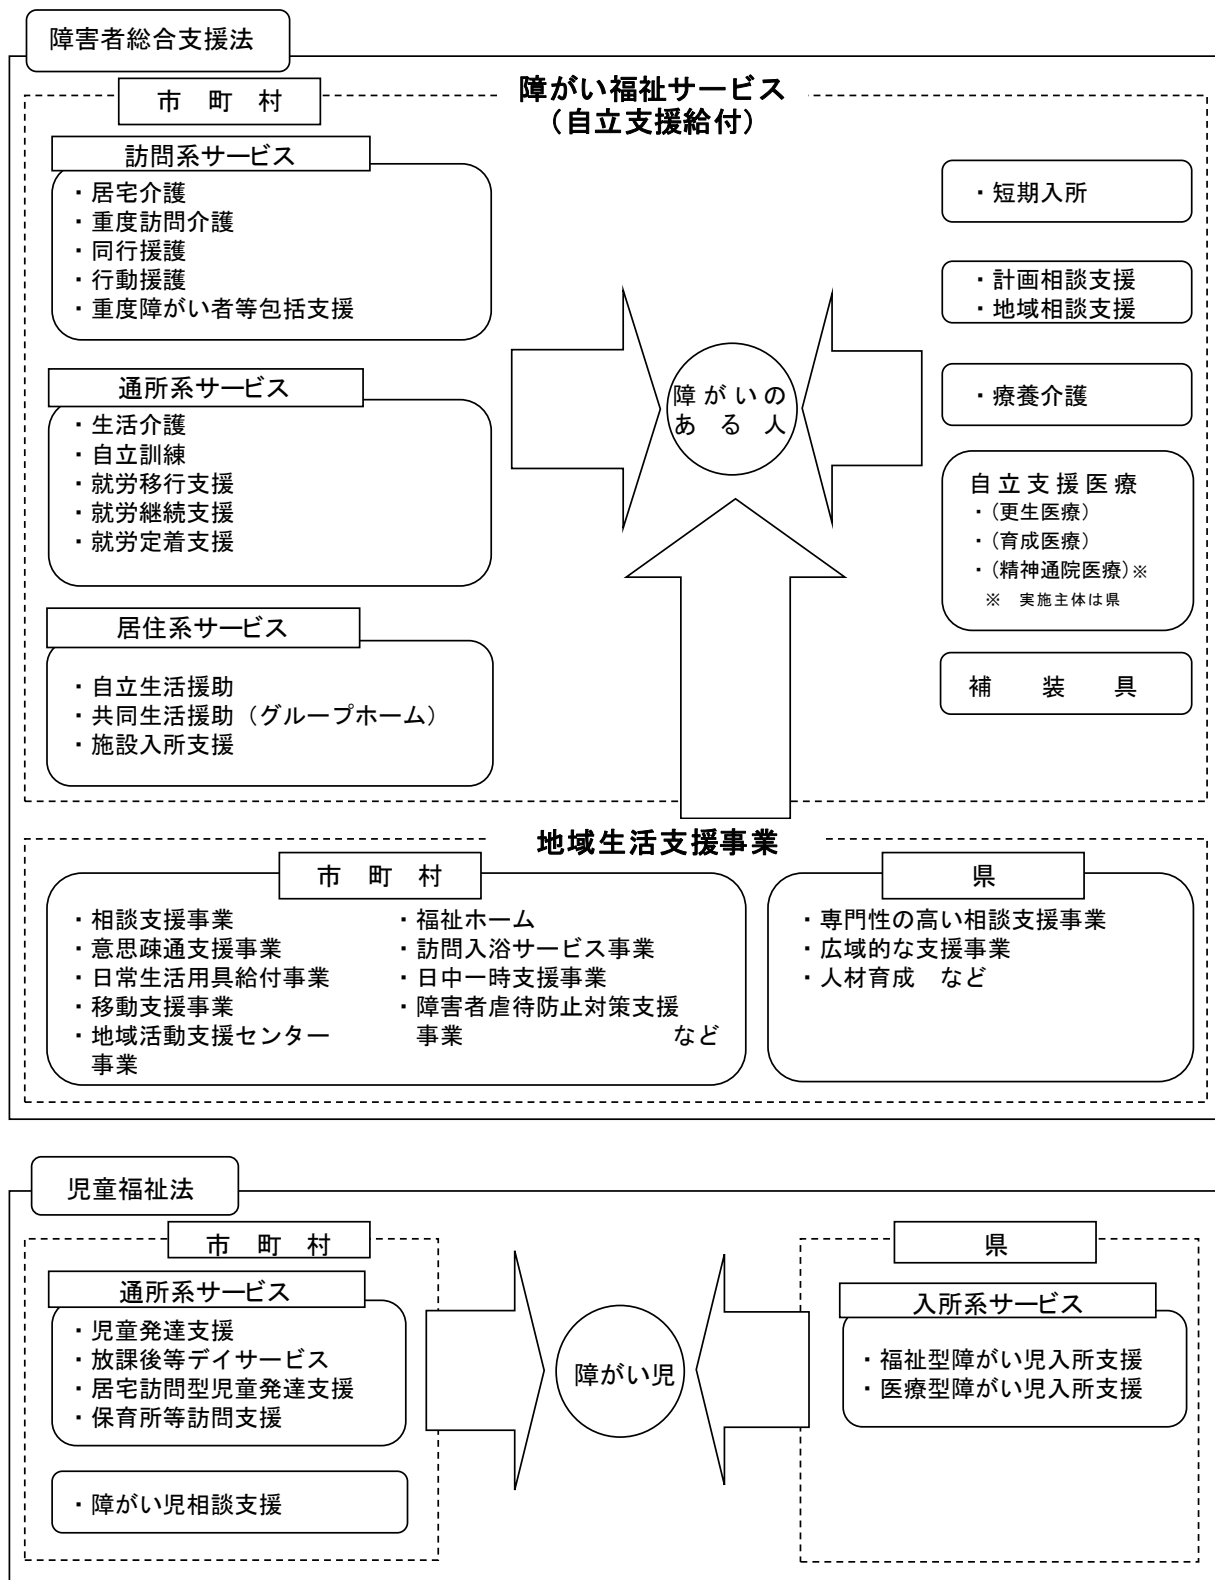 障害者総合支援法
市 町 村
障がい福祉サービス
(自立支援給付)
訪問系サービス
・居宅介護
・重度訪問介護
・同行援護
・行動援護
・重度障がい者等包括支援
通所系サービス
・生活介護
・自立訓練
・就労移行支援
・就労継続支援
・就労定着支援
居住系サービス
・自立生活援助
・共同生活援助(グループホーム)
・施設入所支援
障がいの
ある人
・短期入所
・計画相談支援
・地域相談支援
・療養介護
自立支援医療
・(更生医療)
・(育成医療)
・(精神通院医療)※
※ 実施主体は県
補 装 具
地域生活支援事業
市 町 村
・相談支援事業
・意思疎通支援事業
・日常生活用具給付事業
・移動支援事業
・地域活動支援センター
事業
・福祉ホーム
・訪問入浴サービス事業
・日中一時支援事業
・障害者虐待防止対策支援
事業 など
県
・専門性の高い相談支援事業
・広域的な支援事業
・人材育成 など
児童福祉法
市 町 村
通所系サービス
・児童発達支援
・放課後等デイサービス
・居宅訪問型児童発達支援
・保育所等訪問支援
・障がい児相談支援
障がい児
県
入所系サービス
・福祉型障がい児入所支援
・医療型障がい児入所支援